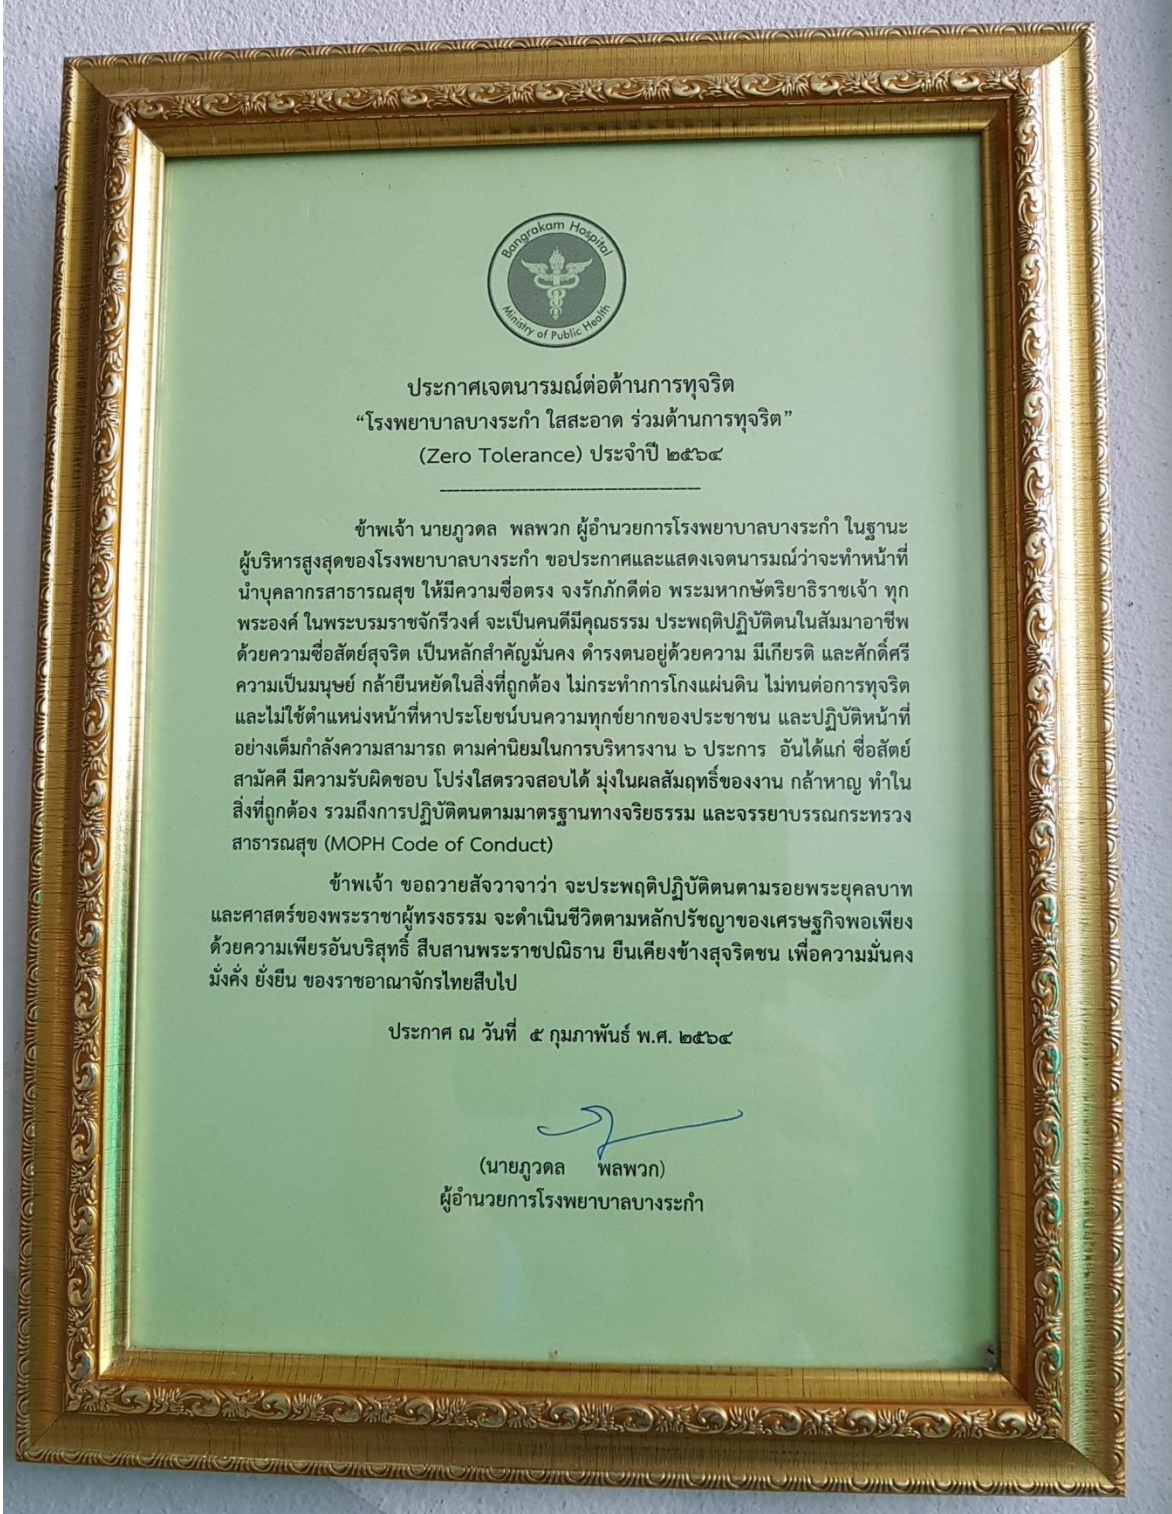 Bangrakam Hospital
Ministry of Public Health
ประกาศเจตนารมณ์ต่อต้านการทุจริต
“โรงพยาบาลบางระกำ ใสสะอาด ร่วมต้านการทุจริต”
(Zero Tolerance) ประจำปี ๒๕๖๔
ข้าพเจ้า นายภูวดล พลพวก ผู้อำนวยการโรงพยาบาลบางระกำ ในฐานะ
ผู้บริหารสูงสุดของโรงพยาบาลบางระกำ ขอประกาศและแสดงเจตนารมณ์ว่าจะทำหน้าที่
นำบุคลากรสาธารณสุข ให้มีความซื่อตรง จงรักภักดีต่อ พระมหากษัตริยาธิราชเจ้า ทุก
พระองค์ ในพระบรมราชจักรีวงศ์ จะเป็นคนดีมีคุณธรรม ประพฤติปฏิบัติตนในสัมมาอาชีพ
ด้วยความซื่อสัตย์สุจริต เป็นหลักสำคัญมั่นคง ดำรงตนอยู่ด้วยความ มีเกียรติ และศักดิ์ศรี
ความเป็นมนุษย์ กล้ายืนหยัดในสิ่งที่ถูกต้อง ไม่กระทำการโกงแผ่นดิน ไม่ทนต่อการทุจริต
และไม่ใช้ตำแหน่งหน้าที่หาประโยชน์บนความทุกข์ยากของประชาชน และปฏิบัติหน้าที่
อย่างเต็มกำลังความสามารถ ตามค่านิยมในการบริหารงาน ๖ ประการ อันได้แก่ ซื่อสัตย์
สามัคคี มีความรับผิดชอบ โปร่งใสตรวจสอบได้ มุ่งในผลสัมฤทธิ์ของงาน กล้าหาญ ทำใน
สิ่งที่ถูกต้อง รวมถึงการปฏิบัติตนตามมาตรฐานทางจริยธรรม และจรรยาบรรณกระทรวง
สาธารณสุข (MOPH Code of Conduct)
ข้าพเจ้า ขอถวายสัจวาจาว่า จะประพฤติปฏิบัติตนตามรอยพระยุคลบาท
และศาสตร์ของพระราชาผู้ทรงธรรม จะดำเนินชีวิตตามหลักปรัชญาของเศรษฐกิจพอเพียง
ด้วยความเพียรอันบริสุทธิ์ สืบสานพระราชปณิธาน ยืนเคียงข้างสุจริตชน เพื่อความมั่นคง
มั่งคั่ง ยั่งยืน ของราชอาณาจักรไทยสืบไป
ประกาศ ณ วันที่ ๕ กุมภาพันธ์ พ.ศ. ๒๕๖๔
(นายภูวดล พลพวก)
ผู้อำนวยการโรงพยาบาลบางระกำ